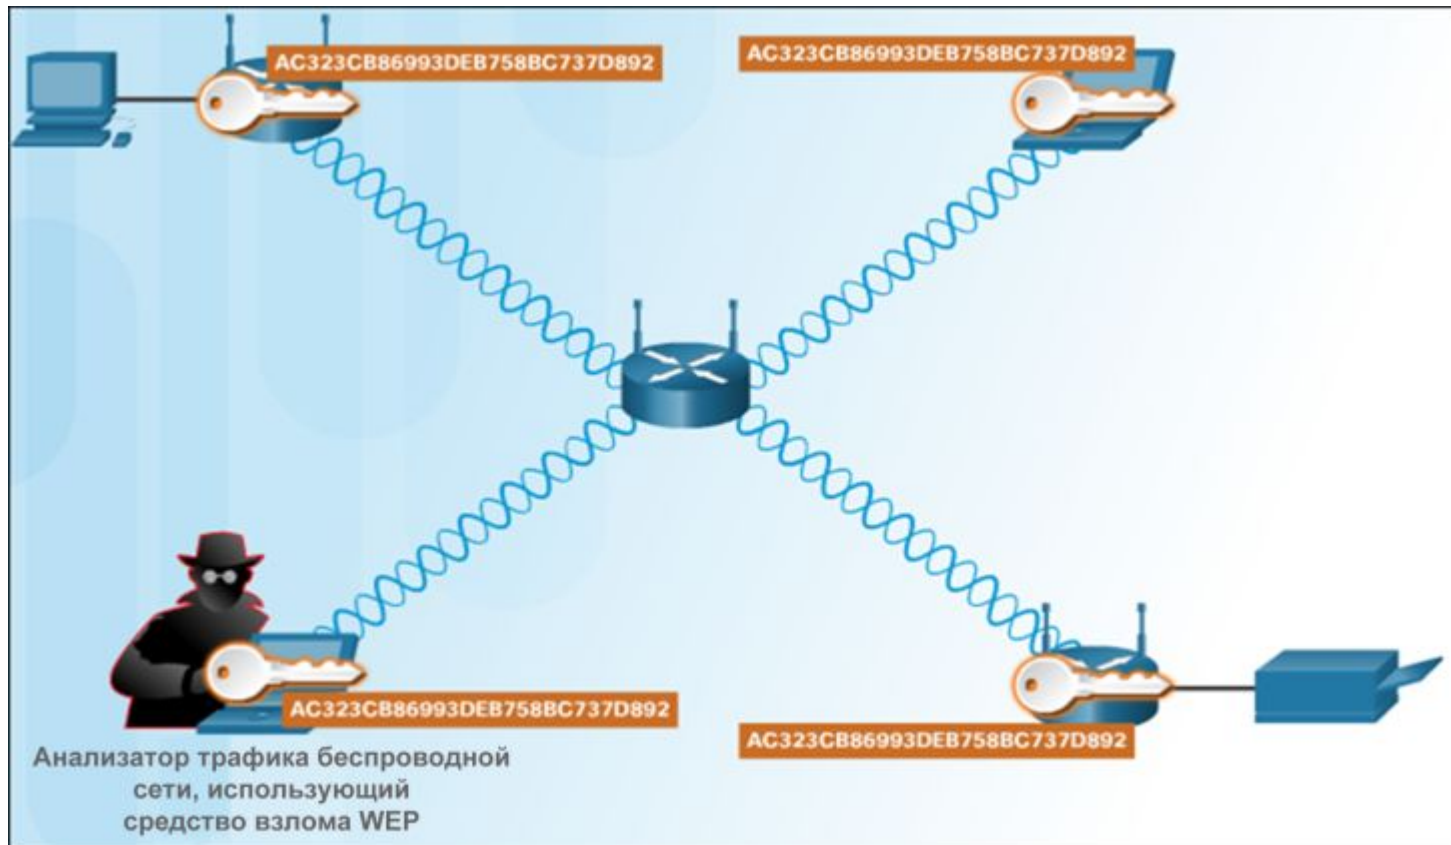 AC323CB86993DEB758BC737D892
AC323CB86993DEB758BC737D892
AC323CB86993DEB758BC737D892
AC323CB86993DEB758BC737D892
Анализатор трафика беспроводной
сети, использующий
средство взлома WEP